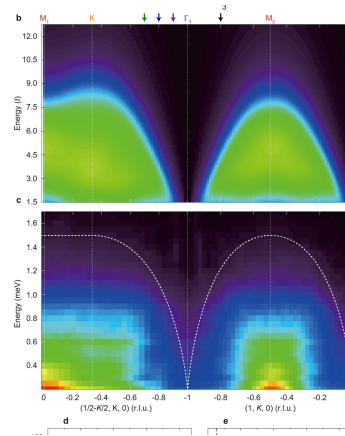 3
b M₁ K Γ₁ M₂
Energy (t)
12.0
10.5
9.0
7.5
6.0
4.5
3.0
1.5
c
Energy (meV)
1.6
1.4
1.2
1.0
0.8
0.6
0.4
0 -0.2 -0.4 -0.6 -0.8 -1 -0.8 -0.6 -0.4 -0.2 -0
(1/2-K/2, K, 0) (r.l.u.) (1, K, 0) (r.l.u.)
d e